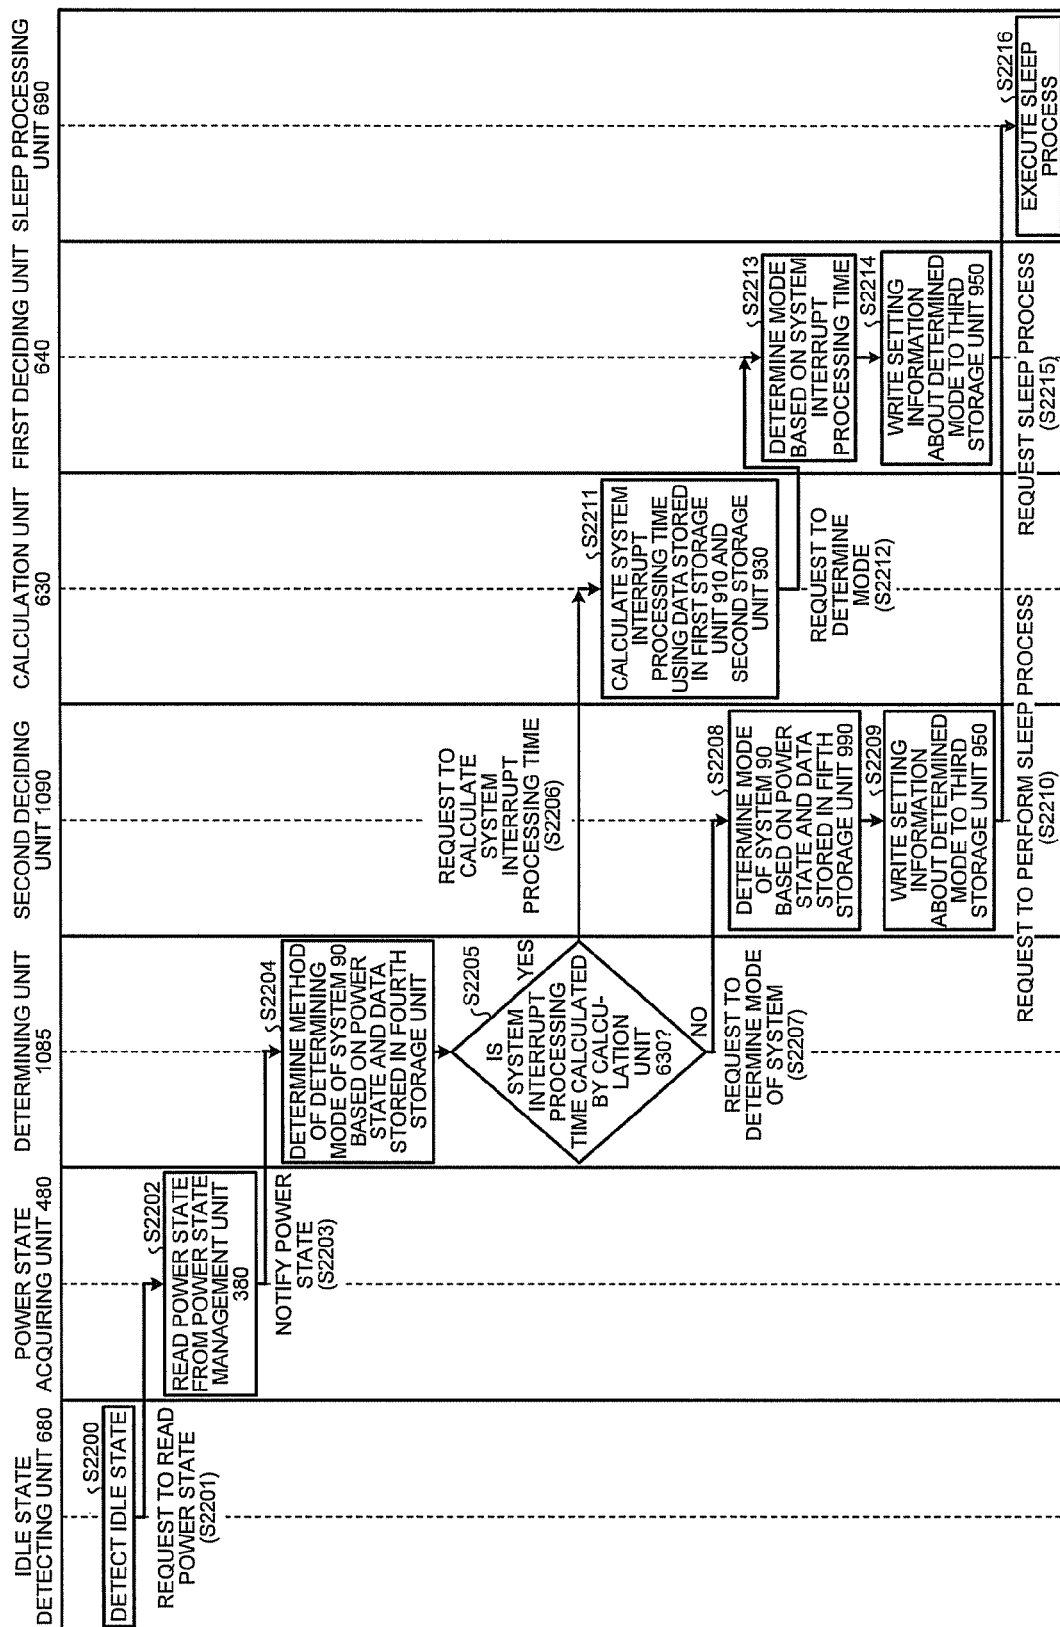 IDLE STATE
DETECTING UNIT 680
POWER STATE
ACQUIRING UNIT 480
DETERMINING UNIT
1085
SECOND DECIDING
UNIT 1090
CALCULATION UNIT
630
FIRST DECIDING UNIT
640
SLEEP PROCESSING
UNIT 690
S2200
DETECT IDLE STATE
REQUEST TO READ
POWER STATE
(S2201)
S2202
READ POWER STATE
FROM POWER STATE
MANAGEMENT UNIT
380
NOTIFY POWER
STATE
(S2203)
S2204
DETERMINE METHOD
OF DETERMINING
MODE OF SYSTEM 90
BASED ON POWER
STATE AND DATA
STORED IN FOURTH
STORAGE UNIT
S2205
IS
SYSTEM
INTERRUPT
PROCESSING
TIME CALCULATED
BY CALCU-
LATION
UNIT
630?
YES
NO
REQUEST TO
CALCULATE
SYSTEM
INTERRUPT
PROCESSING TIME
(S2206)
REQUEST TO
DETERMINE MODE
OF SYSTEM
(S2207)
S2208
DETERMINE MODE
OF SYSTEM 90
BASED ON POWER
STATE AND DATA
STORED IN FIFTH
STORAGE UNIT 990
S2209
WRITE SETTING
INFORMATION
ABOUT DETERMINED
MODE TO THIRD
STORAGE UNIT 950
REQUEST TO PERFORM SLEEP PROCESS
(S2210)
S2211
CALCULATE SYSTEM
INTERRUPT
PROCESSING TIME
USING DATA STORED
IN FIRST STORAGE
UNIT 910 AND
SECOND STORAGE
UNIT 930
REQUEST TO
DETERMINE
MODE
(S2212)
S2213
DETERMINE MODE
BASED ON SYSTEM
INTERRUPT
PROCESSING TIME
S2214
WRITE SETTING
INFORMATION
ABOUT DETERMINED
MODE TO THIRD
STORAGE UNIT 950
REQUEST SLEEP PROCESS
(S2215)
S2216
EXECUTE SLEEP
PROCESS